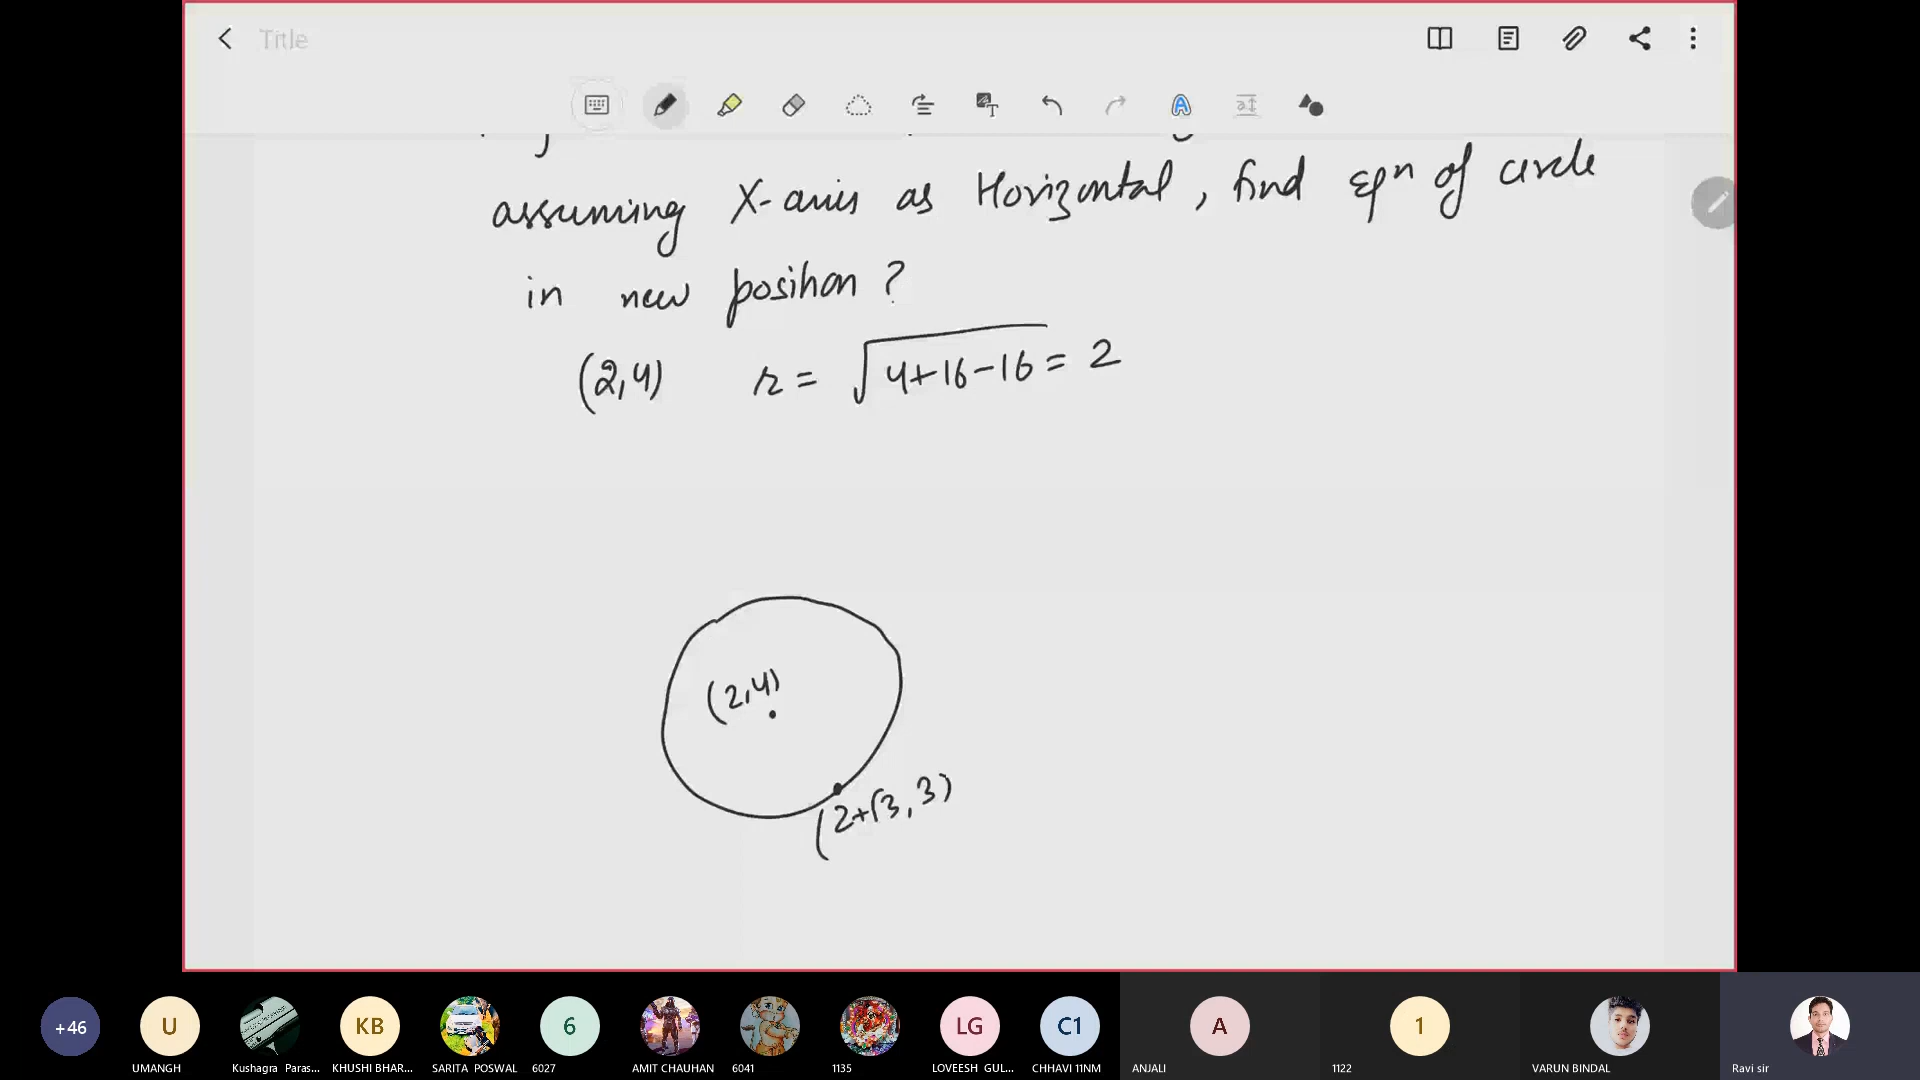 Title
assuming X-axis as Horizontal, find eqⁿ of circle
in new position ?
(2,4) r = √4+16-16 = 2
(2,4)
(2+√3, 3)
+46
U
KB
6
LG
C1
A
1
UMANGH
Kushagra Paras...
KHUSHI BHAR...
SARITA POSWAL
6027
AMIT CHAUHAN
6041
1135
LOVEESH GUL...
CHHAVI 11NM
ANJALI
1122
VARUN BINDAL
Ravi sir